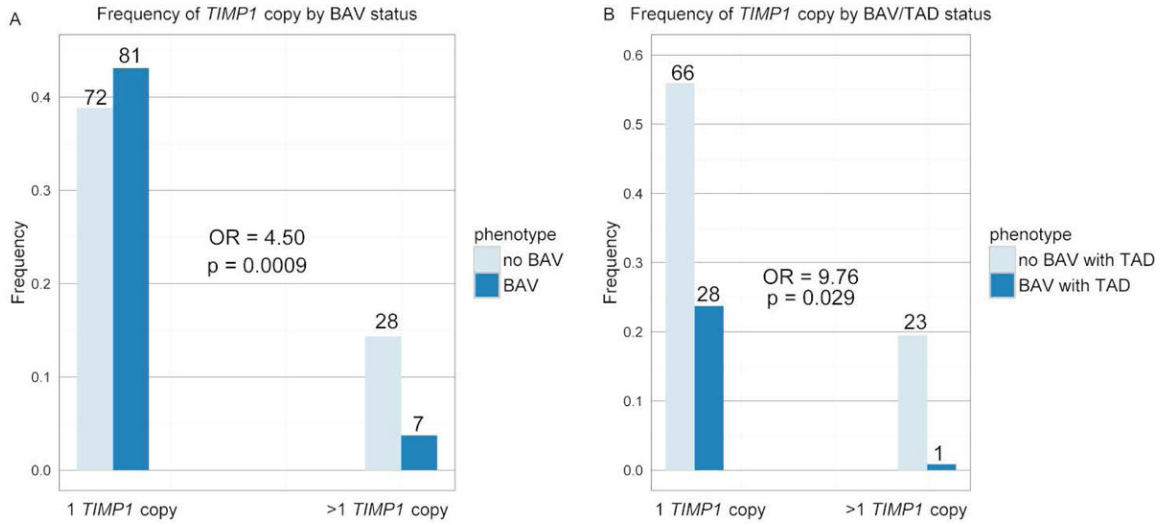 A
Frequency of TIMP1 copy by BAV status
Frequency
0.4
0.3
0.2
0.1
0.0
72
81
28
7
OR = 4.50
p = 0.0009
1 TIMP1 copy
>1 TIMP1 copy
phenotype
no BAV
BAV
B
Frequency of TIMP1 copy by BAV/TAD status
Frequency
0.6
0.5
0.4
0.3
0.2
0.1
0.0
66
28
23
1
OR = 9.76
p = 0.029
1 TIMP1 copy
>1 TIMP1 copy
phenotype
no BAV with TAD
BAV with TAD